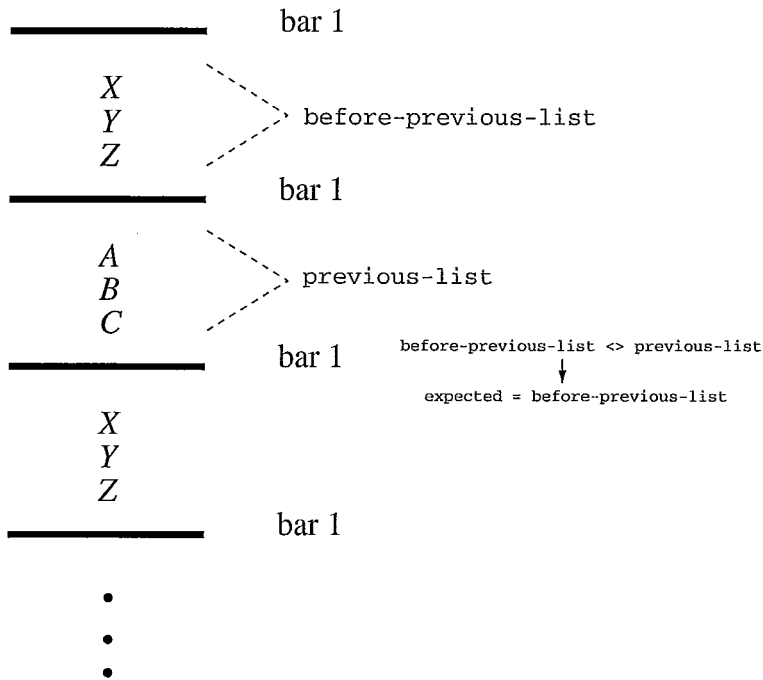 bar 1
X
Y
Z
before-previous-list
bar 1
A
B
C
previous-list
bar 1
before-previous-list <> previous-list
expected = before-previous-list
X
Y
Z
bar 1